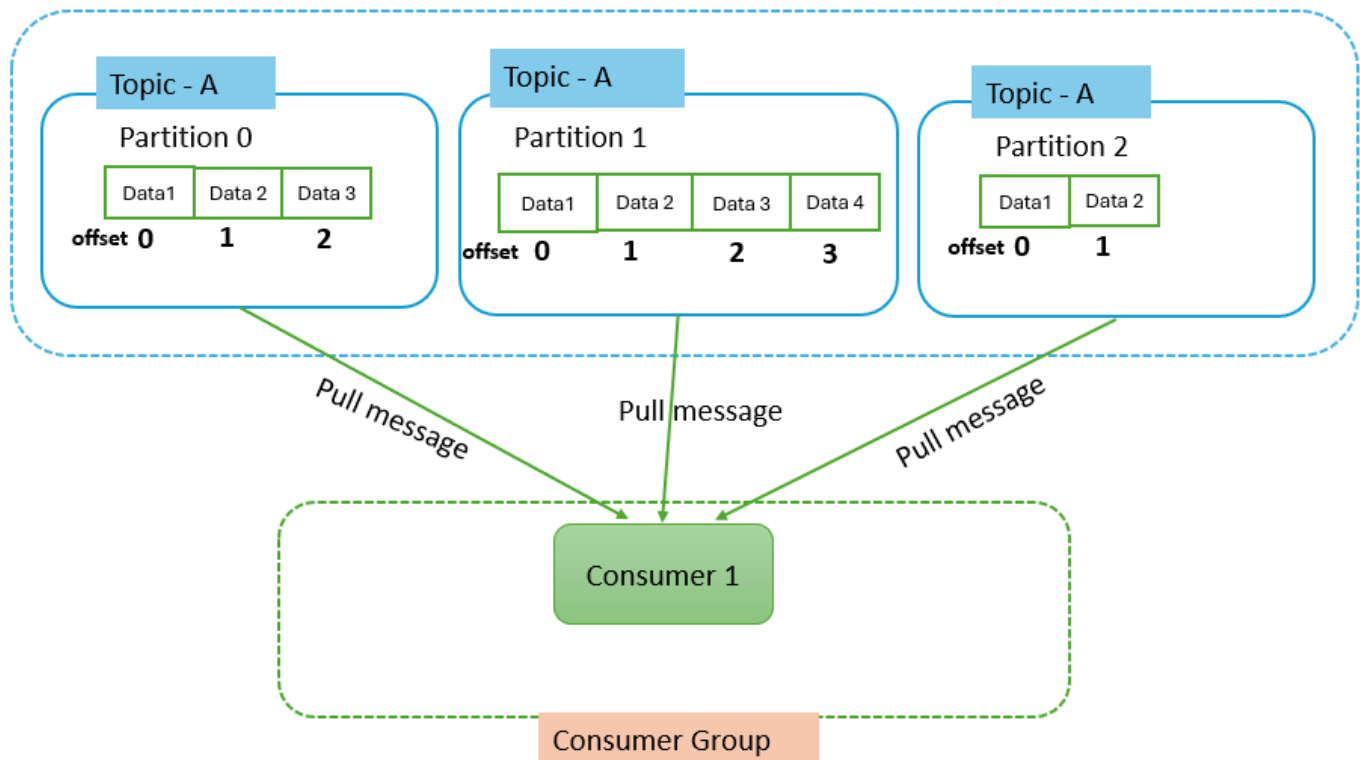 Topic - A
Partition 0
Data1 Data 2 Data 3
offset 0 1 2
Topic - A
Partition 1
Data1 Data 2 Data 3 Data 4
offset 0 1 2 3
Topic - A
Partition 2
Data1 Data 2
offset 0 1
Pull message
Pull message
Pull message
Consumer 1
Consumer Group